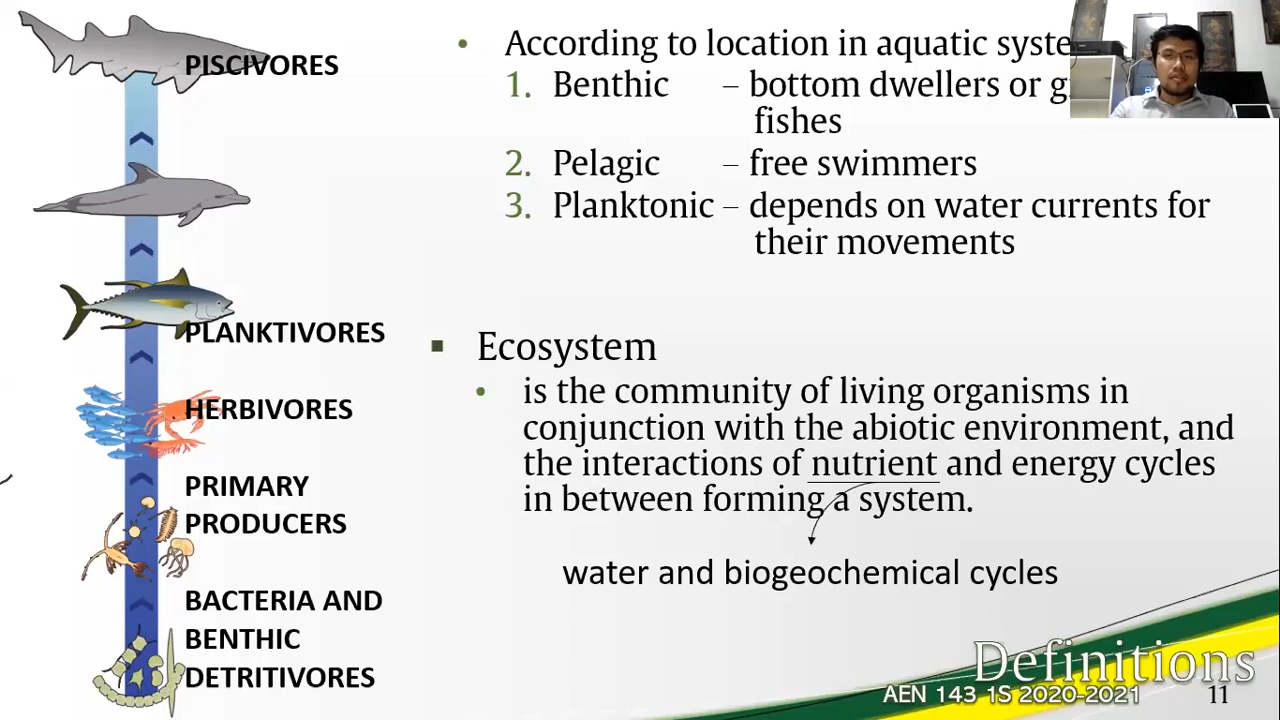 PISCIVORES
PLANKTIVORES
HERBIVORES
PRIMARY
PRODUCERS
BACTERIA AND
BENTHIC
DETRITIVORES
• According to location in aquatic
1. Benthic – bottom dwellers or
fishes
2. Pelagic – free swimmers
3. Planktonic – depends on water currents for
their movements
▪ Ecosystem
• is the community of living organisms in
conjunction with the abiotic environment, and
the interactions of nutrient and energy cycles
in between forming a system.
water and biogeochemical cycles
Definitions
AEN 143 1S 2020-2021
11